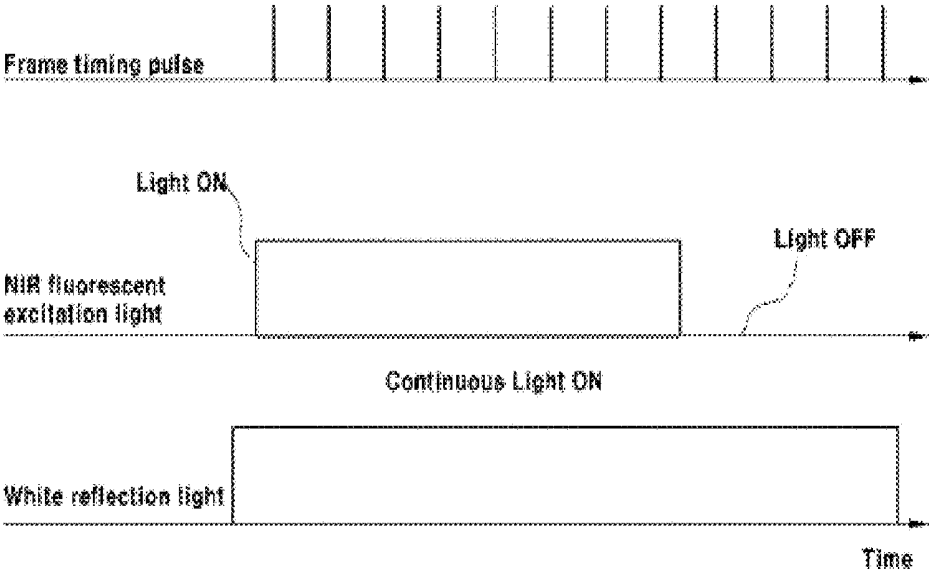 Frame timing pulse
Light ON
Light OFF
NIR fluorescent
excitation light
Continuous Light ON
White reflection light
Time